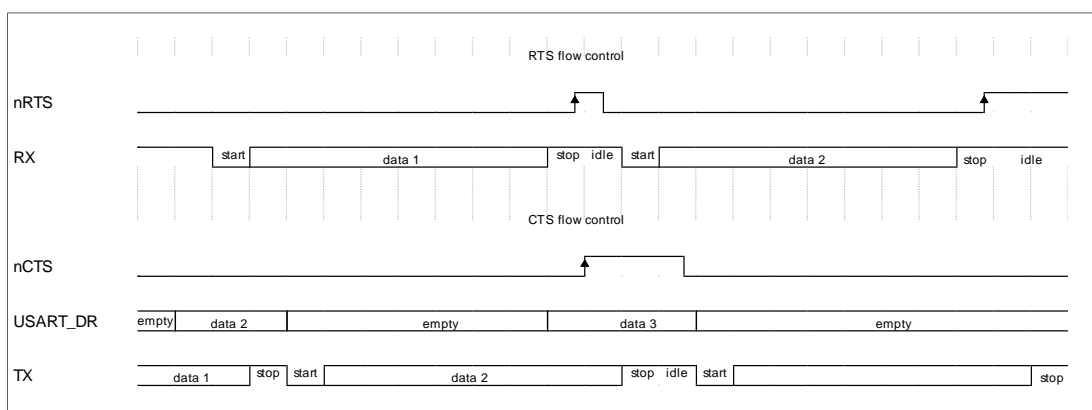 RTS flow control
nRTS
RX start data 1 stop idle start data 2 stop idle
CTS flow control
nCTS
USART_DR empty data 2 empty data 3 empty
TX data 1 stop start data 2 stop idle start stop